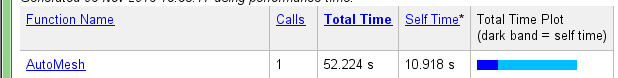 Function Name Calls Total Time Self Time* Total Time Plot
(dark band = self time)
AutoMesh 1 52.224 s 10.918 s